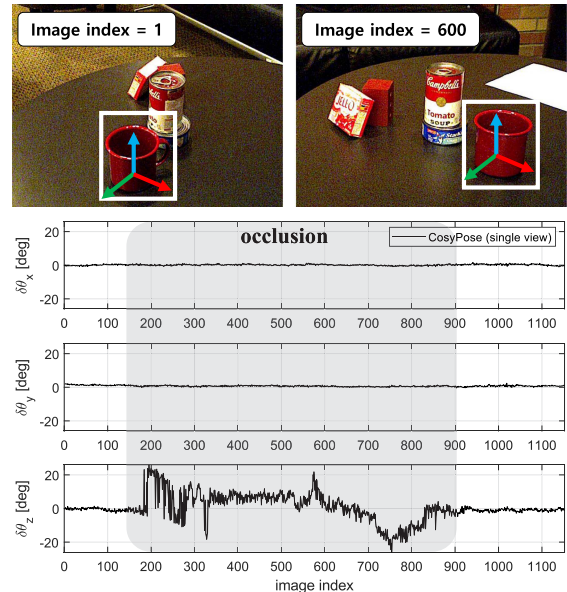 Image index = 1
Image index = 600
Campbell's
JELL-O
Campbell's
Tomato
SOUP
occlusion
CosyPose (single view)
δθx [deg]
20
0
-20
0 100 200 300 400 500 600 700 800 900 1000 1100
δθy [deg]
20
0
-20
0 100 200 300 400 500 600 700 800 900 1000 1100
δθz [deg]
20
0
-20
0 100 200 300 400 500 600 700 800 900 1000 1100
image index